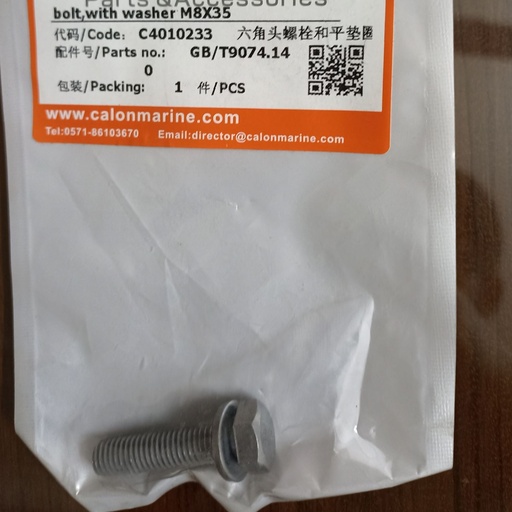 Parts & Accessories
bolt,with washer M8X35
代码/Code: C4010233 六角头螺栓和平垫圈
配件号/Parts no.: GB/T9074.14
0
包装/Packing: 1 件/PCS
www.calonmarine.com
Tel:0571-86103670 Email:director@calonmarine.com